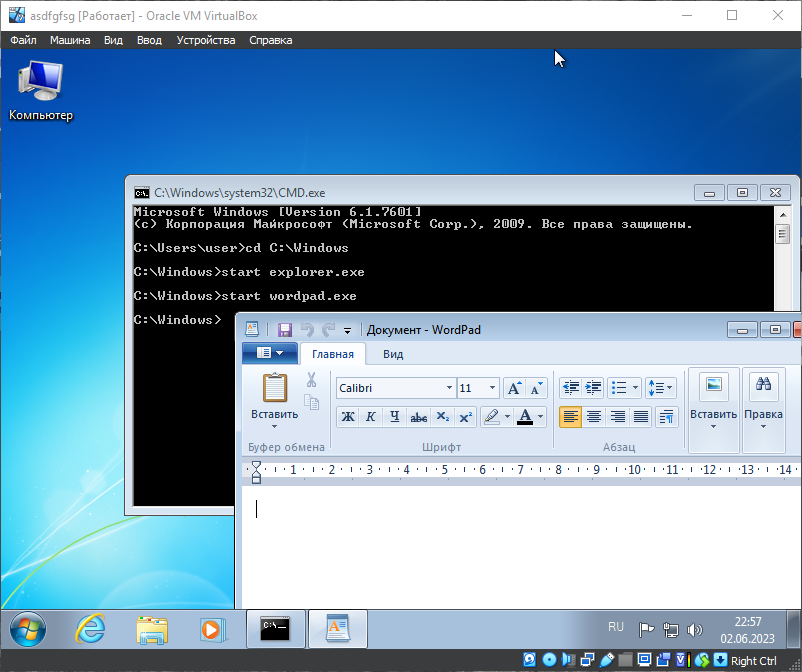 asdfgfsg [Работает] - Oracle VM VirtualBox
Файл Машина Вид Ввод Устройства Справка
Компьютер
C:\Windows\system32\CMD.exe
Microsoft Windows [Version 6.1.7601]
(c) Корпорация Майкрософт (Microsoft Corp.), 2009. Все права защищены.
C:\Users\user>cd C:\Windows
C:\Windows>start explorer.exe
C:\Windows>start wordpad.exe
C:\Windows>
Документ - WordPad
Главная Вид
Вставить
Буфер обмена
Calibri 11
Ж К Ч abc X₂ X²
Шрифт
Абзац
Вставить
Правка
1 2 3 4 5 6 7 8 9 10 11 12 13 14
RU
22:57
02.06.2023
Right Ctrl